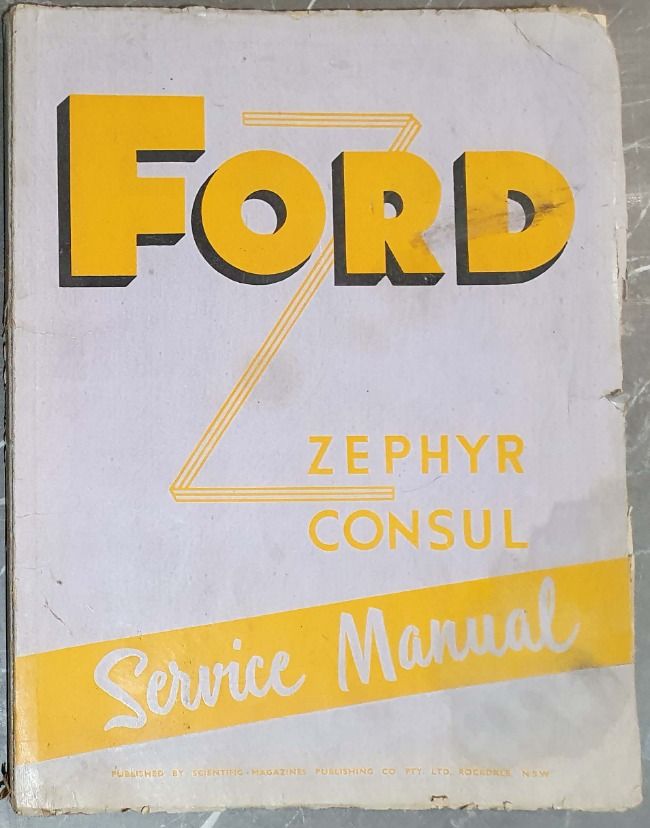 FORD
Z
ZEPHYR
CONSUL
Service Manual
PUBLISHED BY SCIENTIFIC MAGAZINES PUBLISHING CO PTY. LTD, ROCKDALE, N.S.W